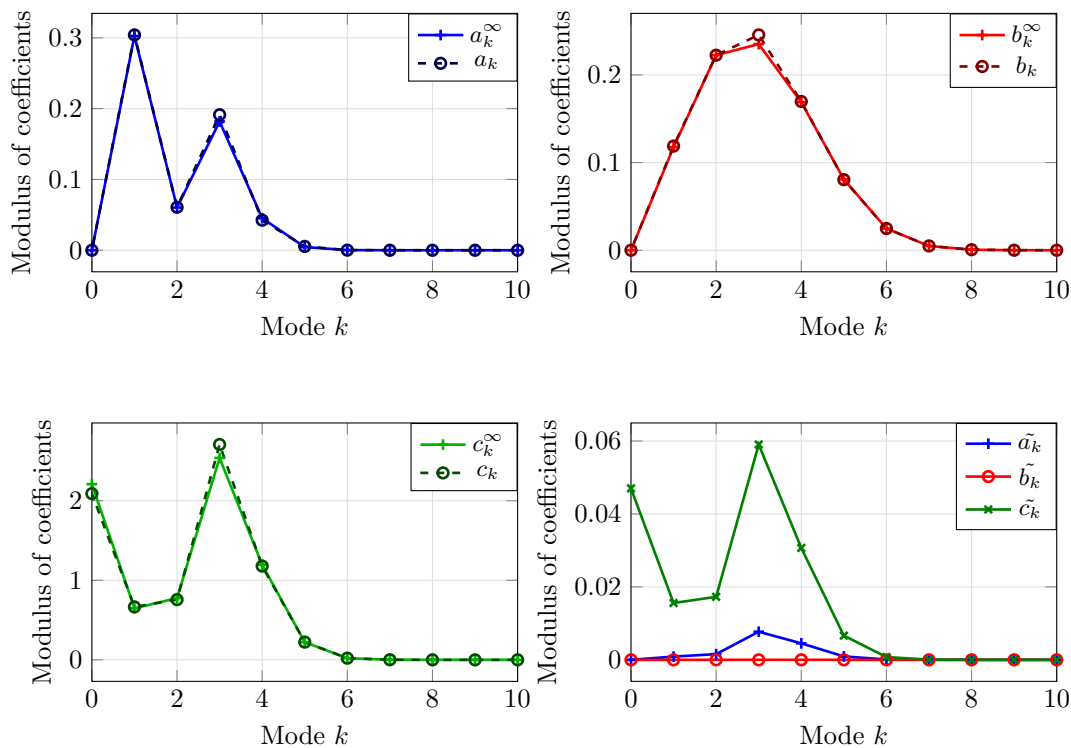 Modulus of coefficients
0.3
0.2
0.1
0
0 2 4 6 8 10
Mode k
a_k^∞
a_k
Modulus of coefficients
0.2
0.1
0
0 2 4 6 8 10
Mode k
b_k^∞
b_k
Modulus of coefficients
2
1
0
0 2 4 6 8 10
Mode k
c_k^∞
c_k
Modulus of coefficients
0.06
0.04
0.02
0
0 2 4 6 8 10
Mode k
ã_k
b̃_k
c̃_k